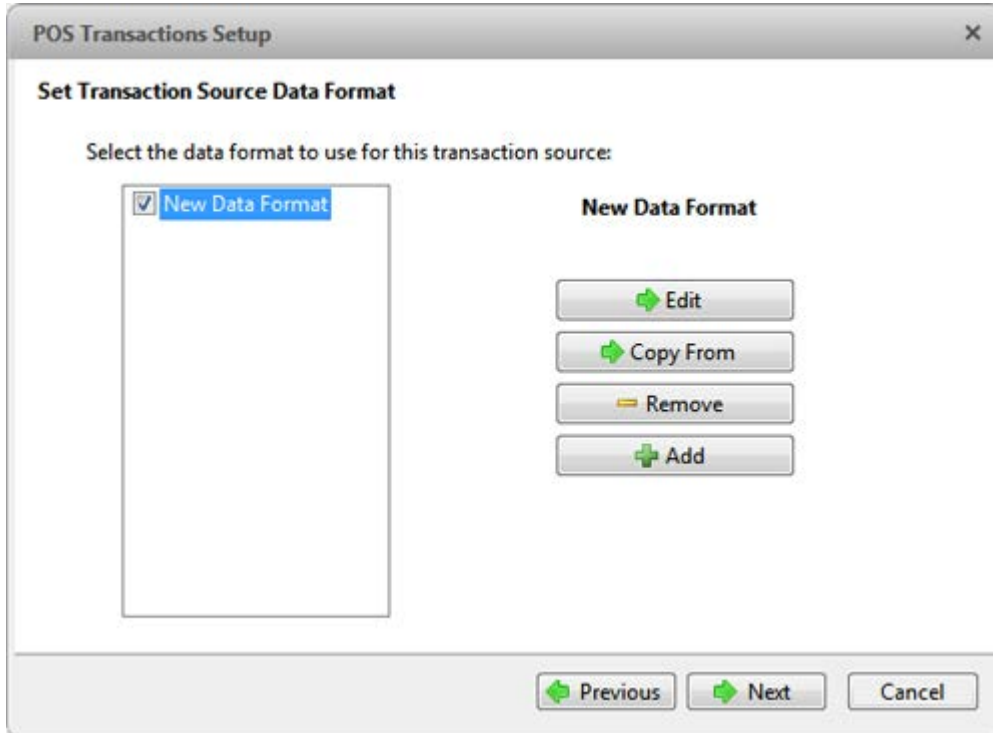 POS Transactions Setup
Set Transaction Source Data Format
Select the data format to use for this transaction source:
New Data Format
New Data Format
Edit
Copy From
Remove
Add
Previous
Next
Cancel